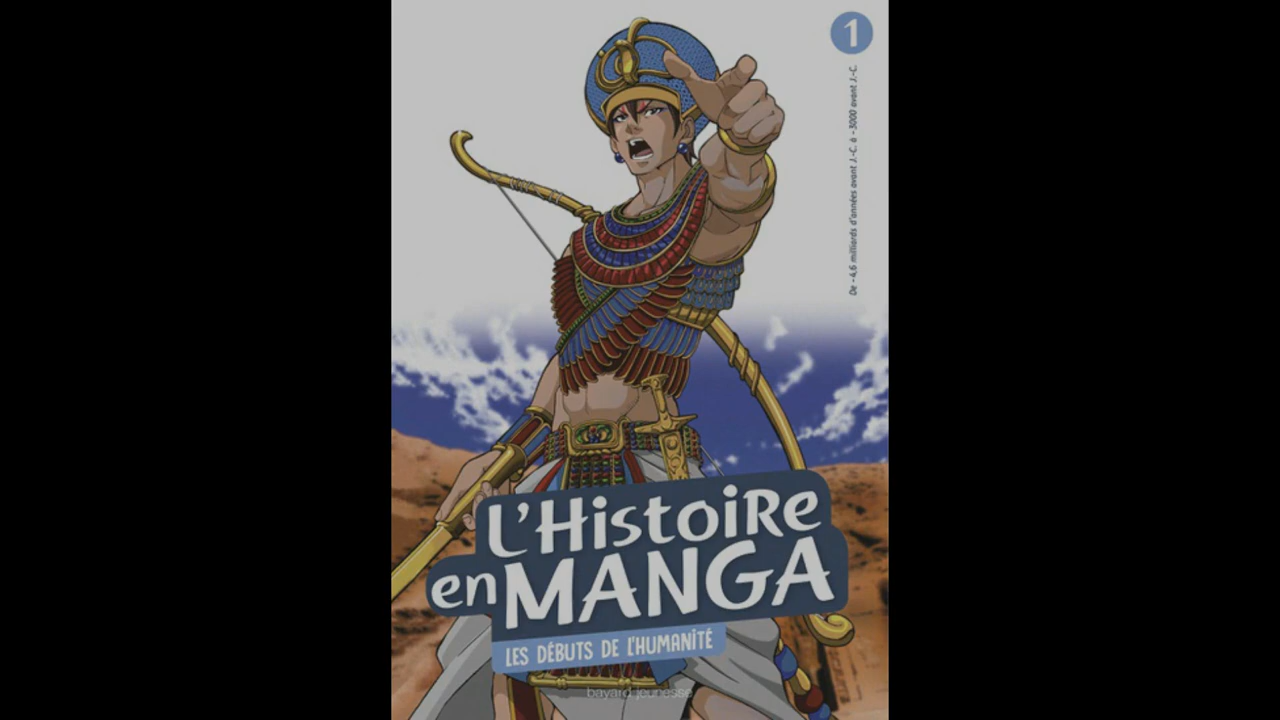 1
De - 4,6 milliards d'années avant J.-C. à - 3000 avant J.-C.
L'Histoire
en MANGA
LES DÉBUTS DE L'HUMANITÉ
bayard jeunesse